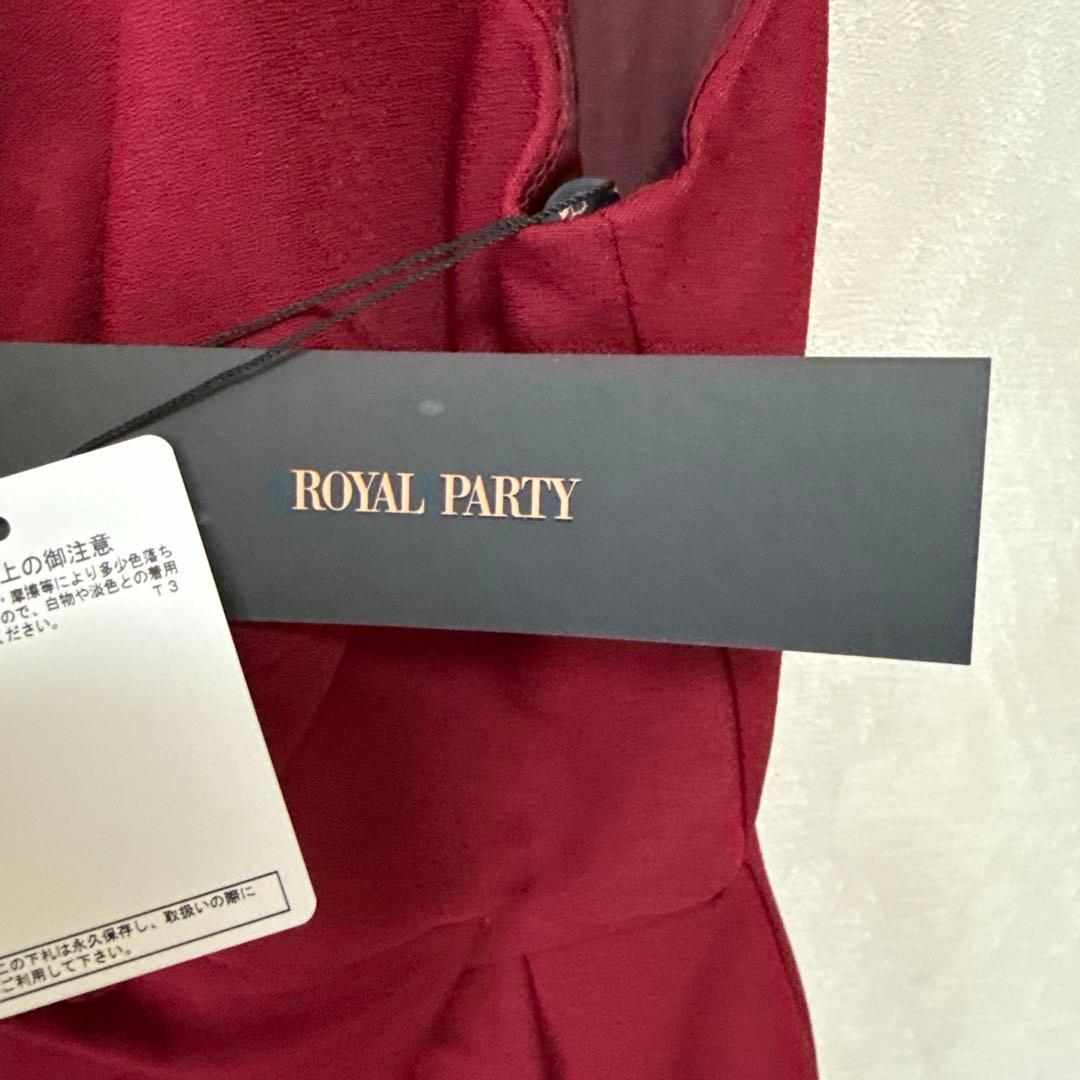 ROYAL PARTY
上の御注意
・摩擦等により多少色落ち
ので、白物や淡色との着用
ください。
T3
この下札は永久保存し、取扱いの際に
ご利用して下さい。